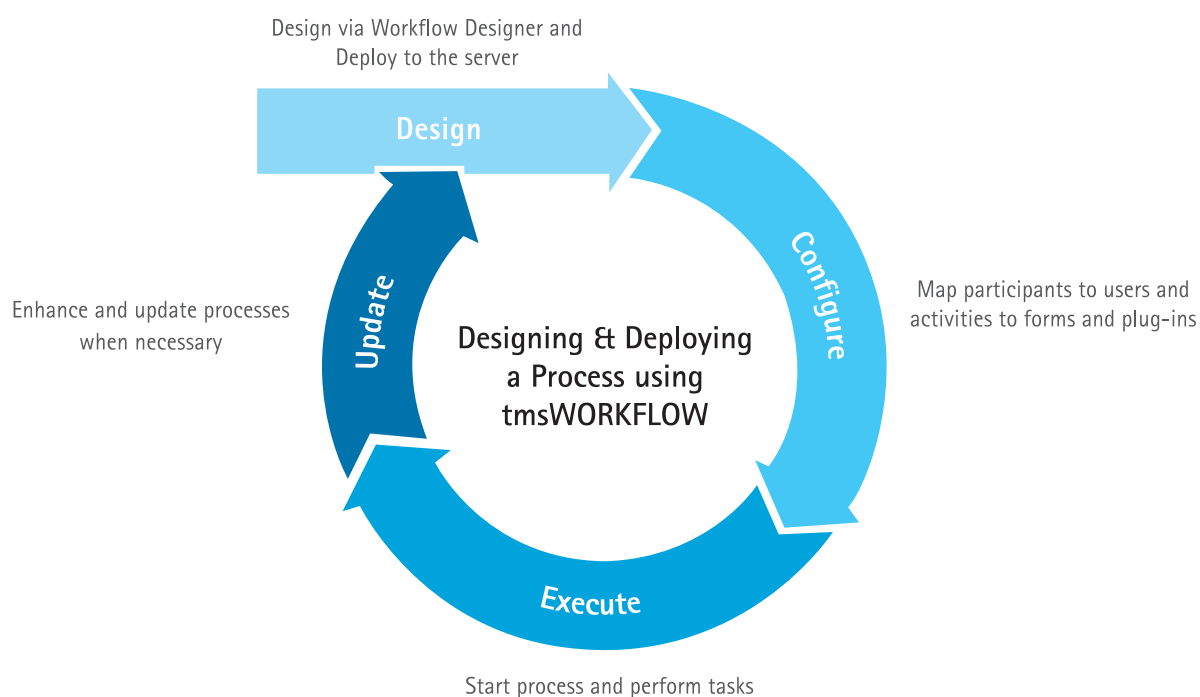 Design via Workflow Designer and
Deploy to the server
Design
Configure
Map participants to users and
activities to forms and plug-ins
Execute
Start process and perform tasks
Update
Enhance and update processes
when necessary
Designing & Deploying
a Process using
tmsWORKFLOW